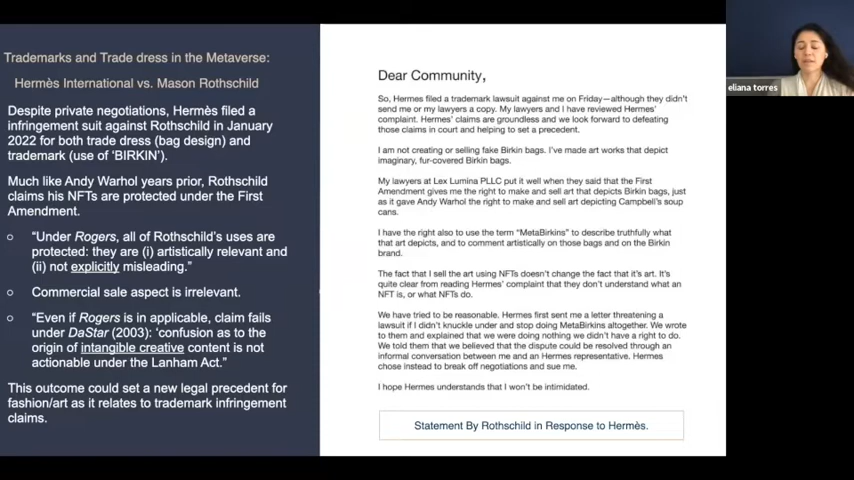 Trademarks and Trade dress in the Metaverse:
Hermès International vs. Mason Rothschild
Despite private negotiations, Hermès filed a
infringement suit against Rothschild in January
2022 for both trade dress (bag design) and
trademark (use of ‘BIRKIN’).
Much like Andy Warhol years prior, Rothschild
claims his NFTs are protected under the First
Amendment.
○ “Under Rogers, all of Rothschild’s uses are
protected: they are (i) artistically relevant and
(ii) not explicitly misleading.”
○ Commercial sale aspect is irrelevant.
○ “Even if Rogers is in applicable, claim fails
under DaStar (2003): ‘confusion as to the
origin of intangible creative content is not
actionable under the Lanham Act.”
This outcome could set a new legal precedent for
fashion/art as it relates to trademark infringement
claims.
Dear Community,
So, Hermes filed a trademark lawsuit against me on Friday—although they didn’t
send me or my lawyers a copy. My lawyers and I have reviewed Hermes’
complaint. Hermes’ claims are groundless and we look forward to defeating
those claims in court and helping to set a precedent.
I am not creating or selling fake Birkin bags. I’ve made art works that depict
imaginary, fur-covered Birkin bags.
My lawyers at Lex Lumina PLLC put it well when they said that the First
Amendment gives me the right to make and sell art that depicts Birkin bags, just
as it gave Andy Warhol the right to make and sell art depicting Campbell’s soup
cans.
I have the right also to use the term “MetaBirkins” to describe truthfully what
that art depicts, and to comment artistically on those bags and on the Birkin
brand.
The fact that I sell the art using NFTs doesn’t change the fact that it’s art. It’s
quite clear from reading Hermes’ complaint that they don’t understand what an
NFT is, or what NFTs do.
We have tried to be reasonable. Hermes first sent me a letter threatening a
lawsuit if I didn’t knuckle under and stop doing MetaBirkins altogether. We wrote
to them and explained that we were doing nothing we didn’t have a right to do.
We told them that we believed that the dispute could be resolved through an
informal conversation between me and an Hermes representative. Hermes
chose instead to break off negotiations and sue me.
I hope Hermes understands that I won’t be intimidated.
Statement By Rothschild in Response to Hermès.
eliana torres